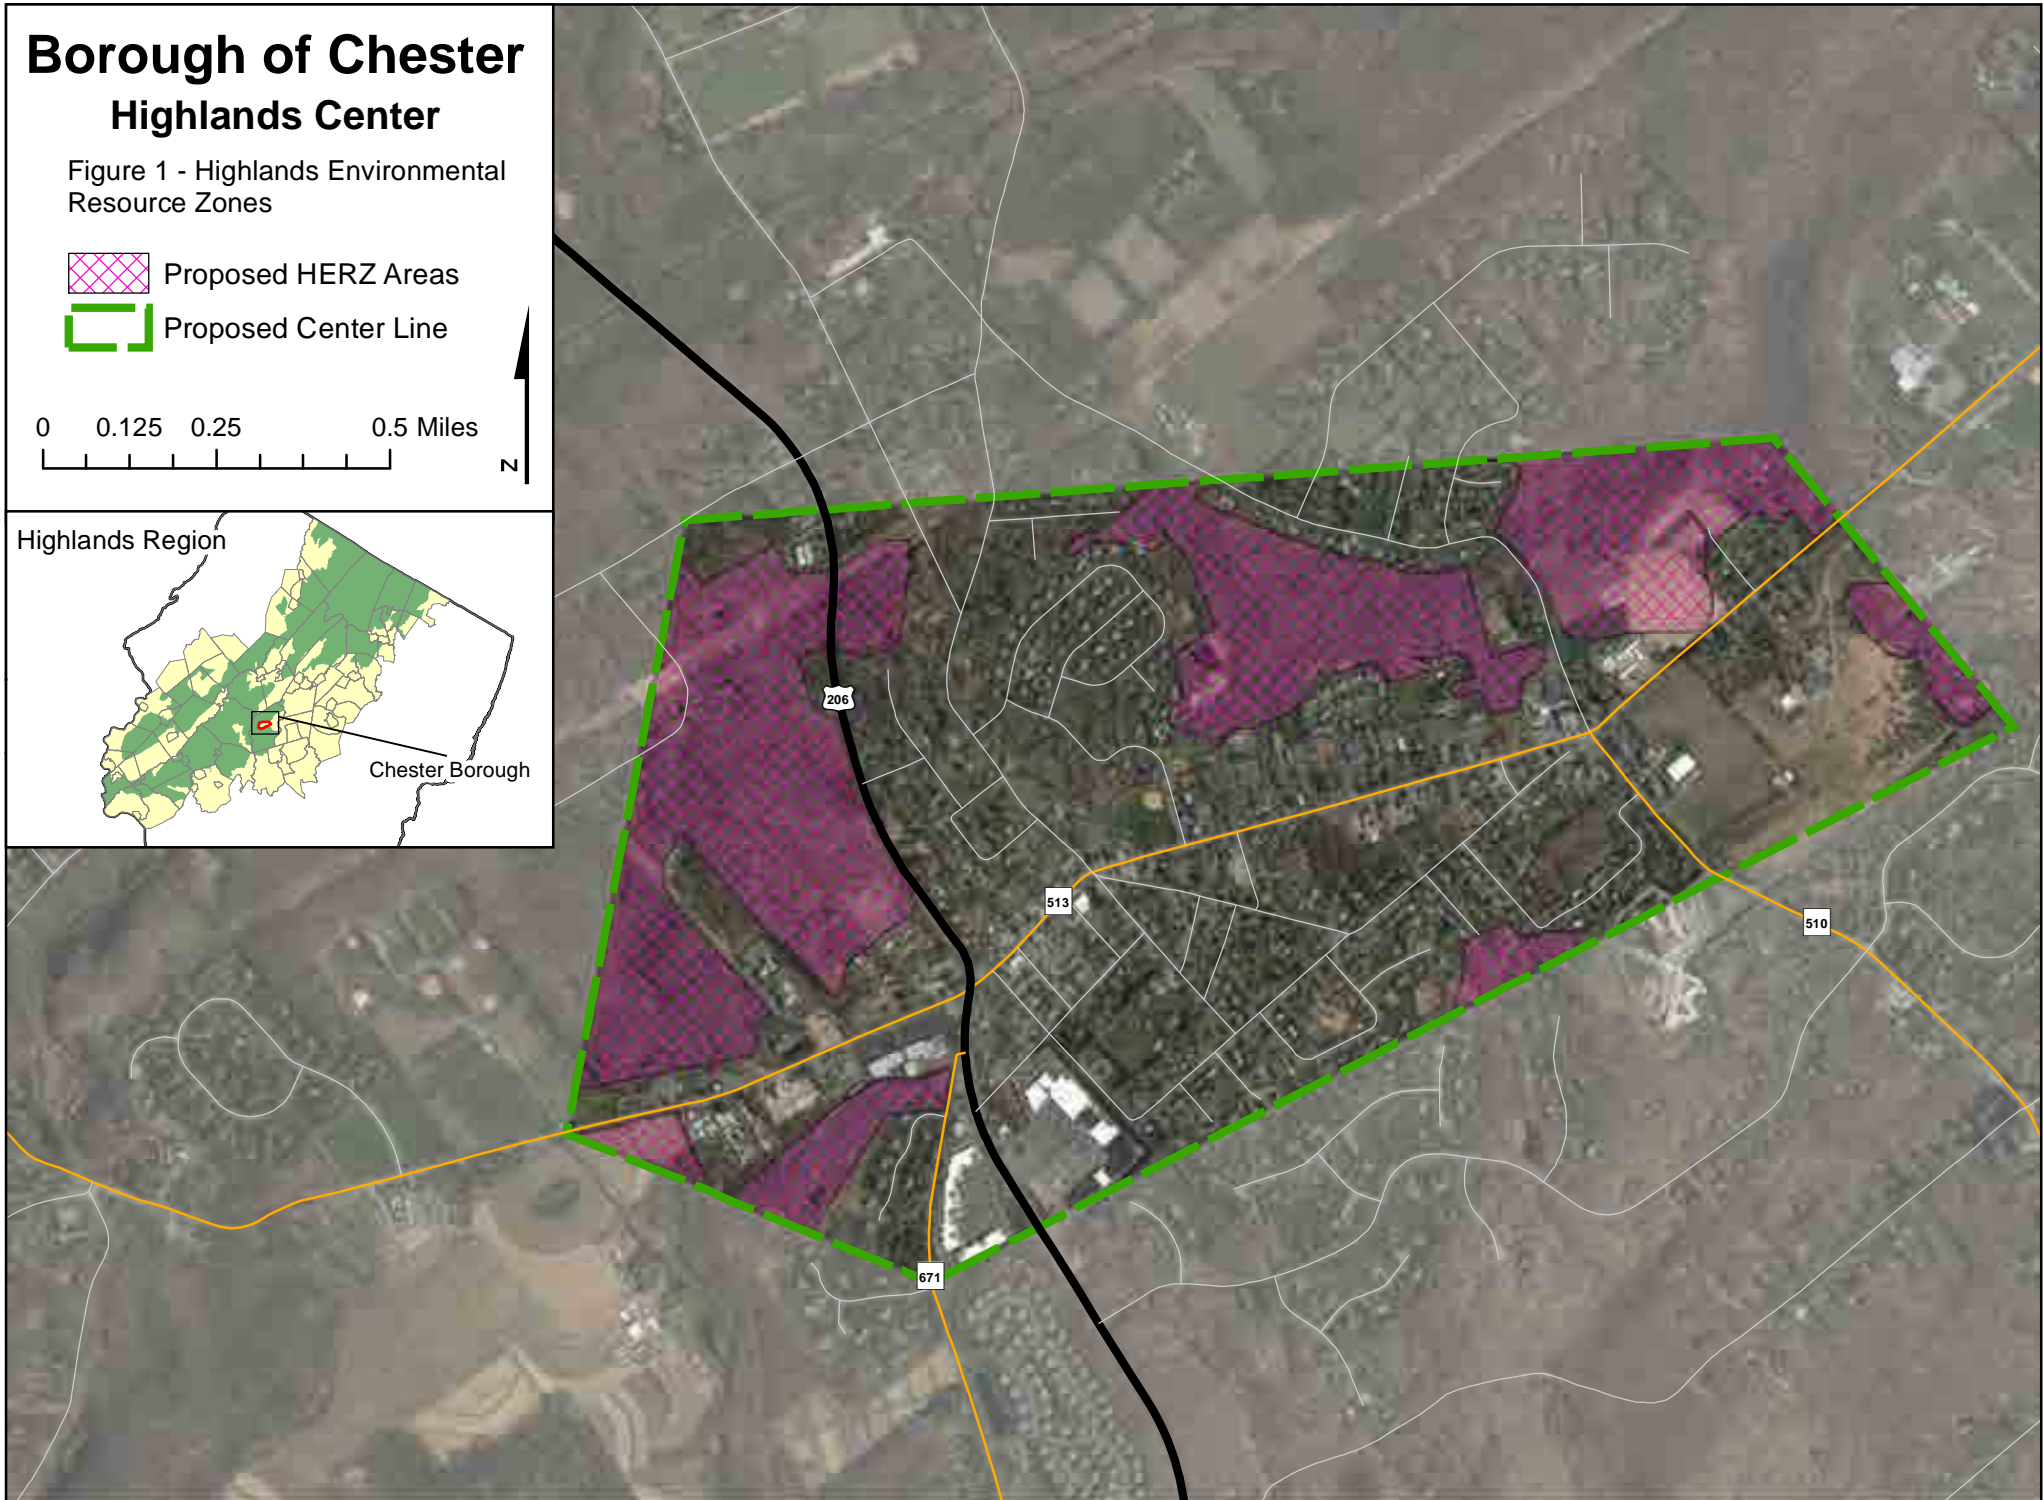 Borough of Chester
Highlands Center
Figure 1 - Highlands Environmental
Resource Zones
Proposed HERZ Areas
Proposed Center Line
0 0.125 0.25 0.5 Miles
N
Highlands Region
Chester Borough
206
513
510
671